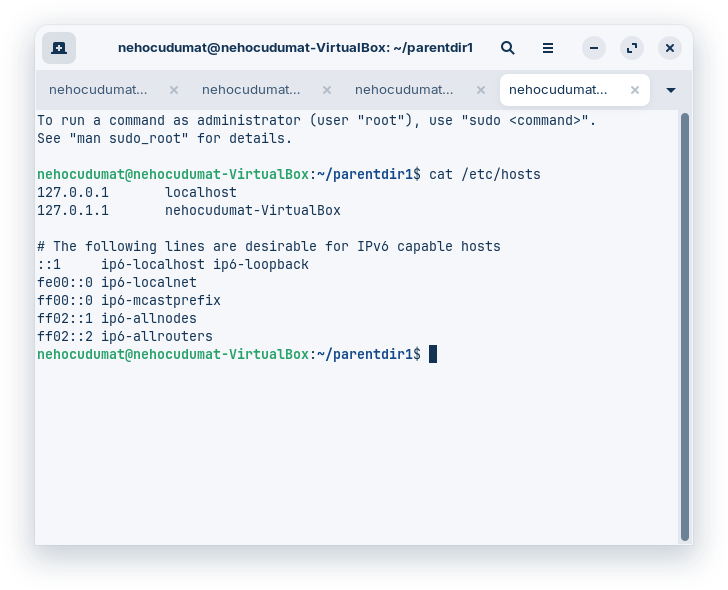 nehocudumat@nehocudumat-VirtualBox: ~/parentdir1
nehocudumat... nehocudumat... nehocudumat... nehocudumat...
To run a command as administrator (user "root"), use "sudo <command>".
See "man sudo_root" for details.
nehocudumat@nehocudumat-VirtualBox:~/parentdir1$ cat /etc/hosts
127.0.0.1 localhost
127.0.1.1 nehocudumat-VirtualBox
# The following lines are desirable for IPv6 capable hosts
::1 ip6-localhost ip6-loopback
fe00::0 ip6-localnet
ff00::0 ip6-mcastprefix
ff02::1 ip6-allnodes
ff02::2 ip6-allrouters
nehocudumat@nehocudumat-VirtualBox:~/parentdir1$